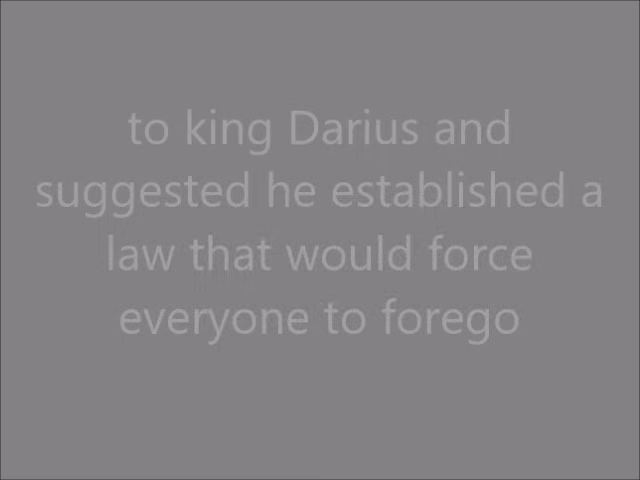 to king Darius and
suggested he established a
law that would force
everyone to forego